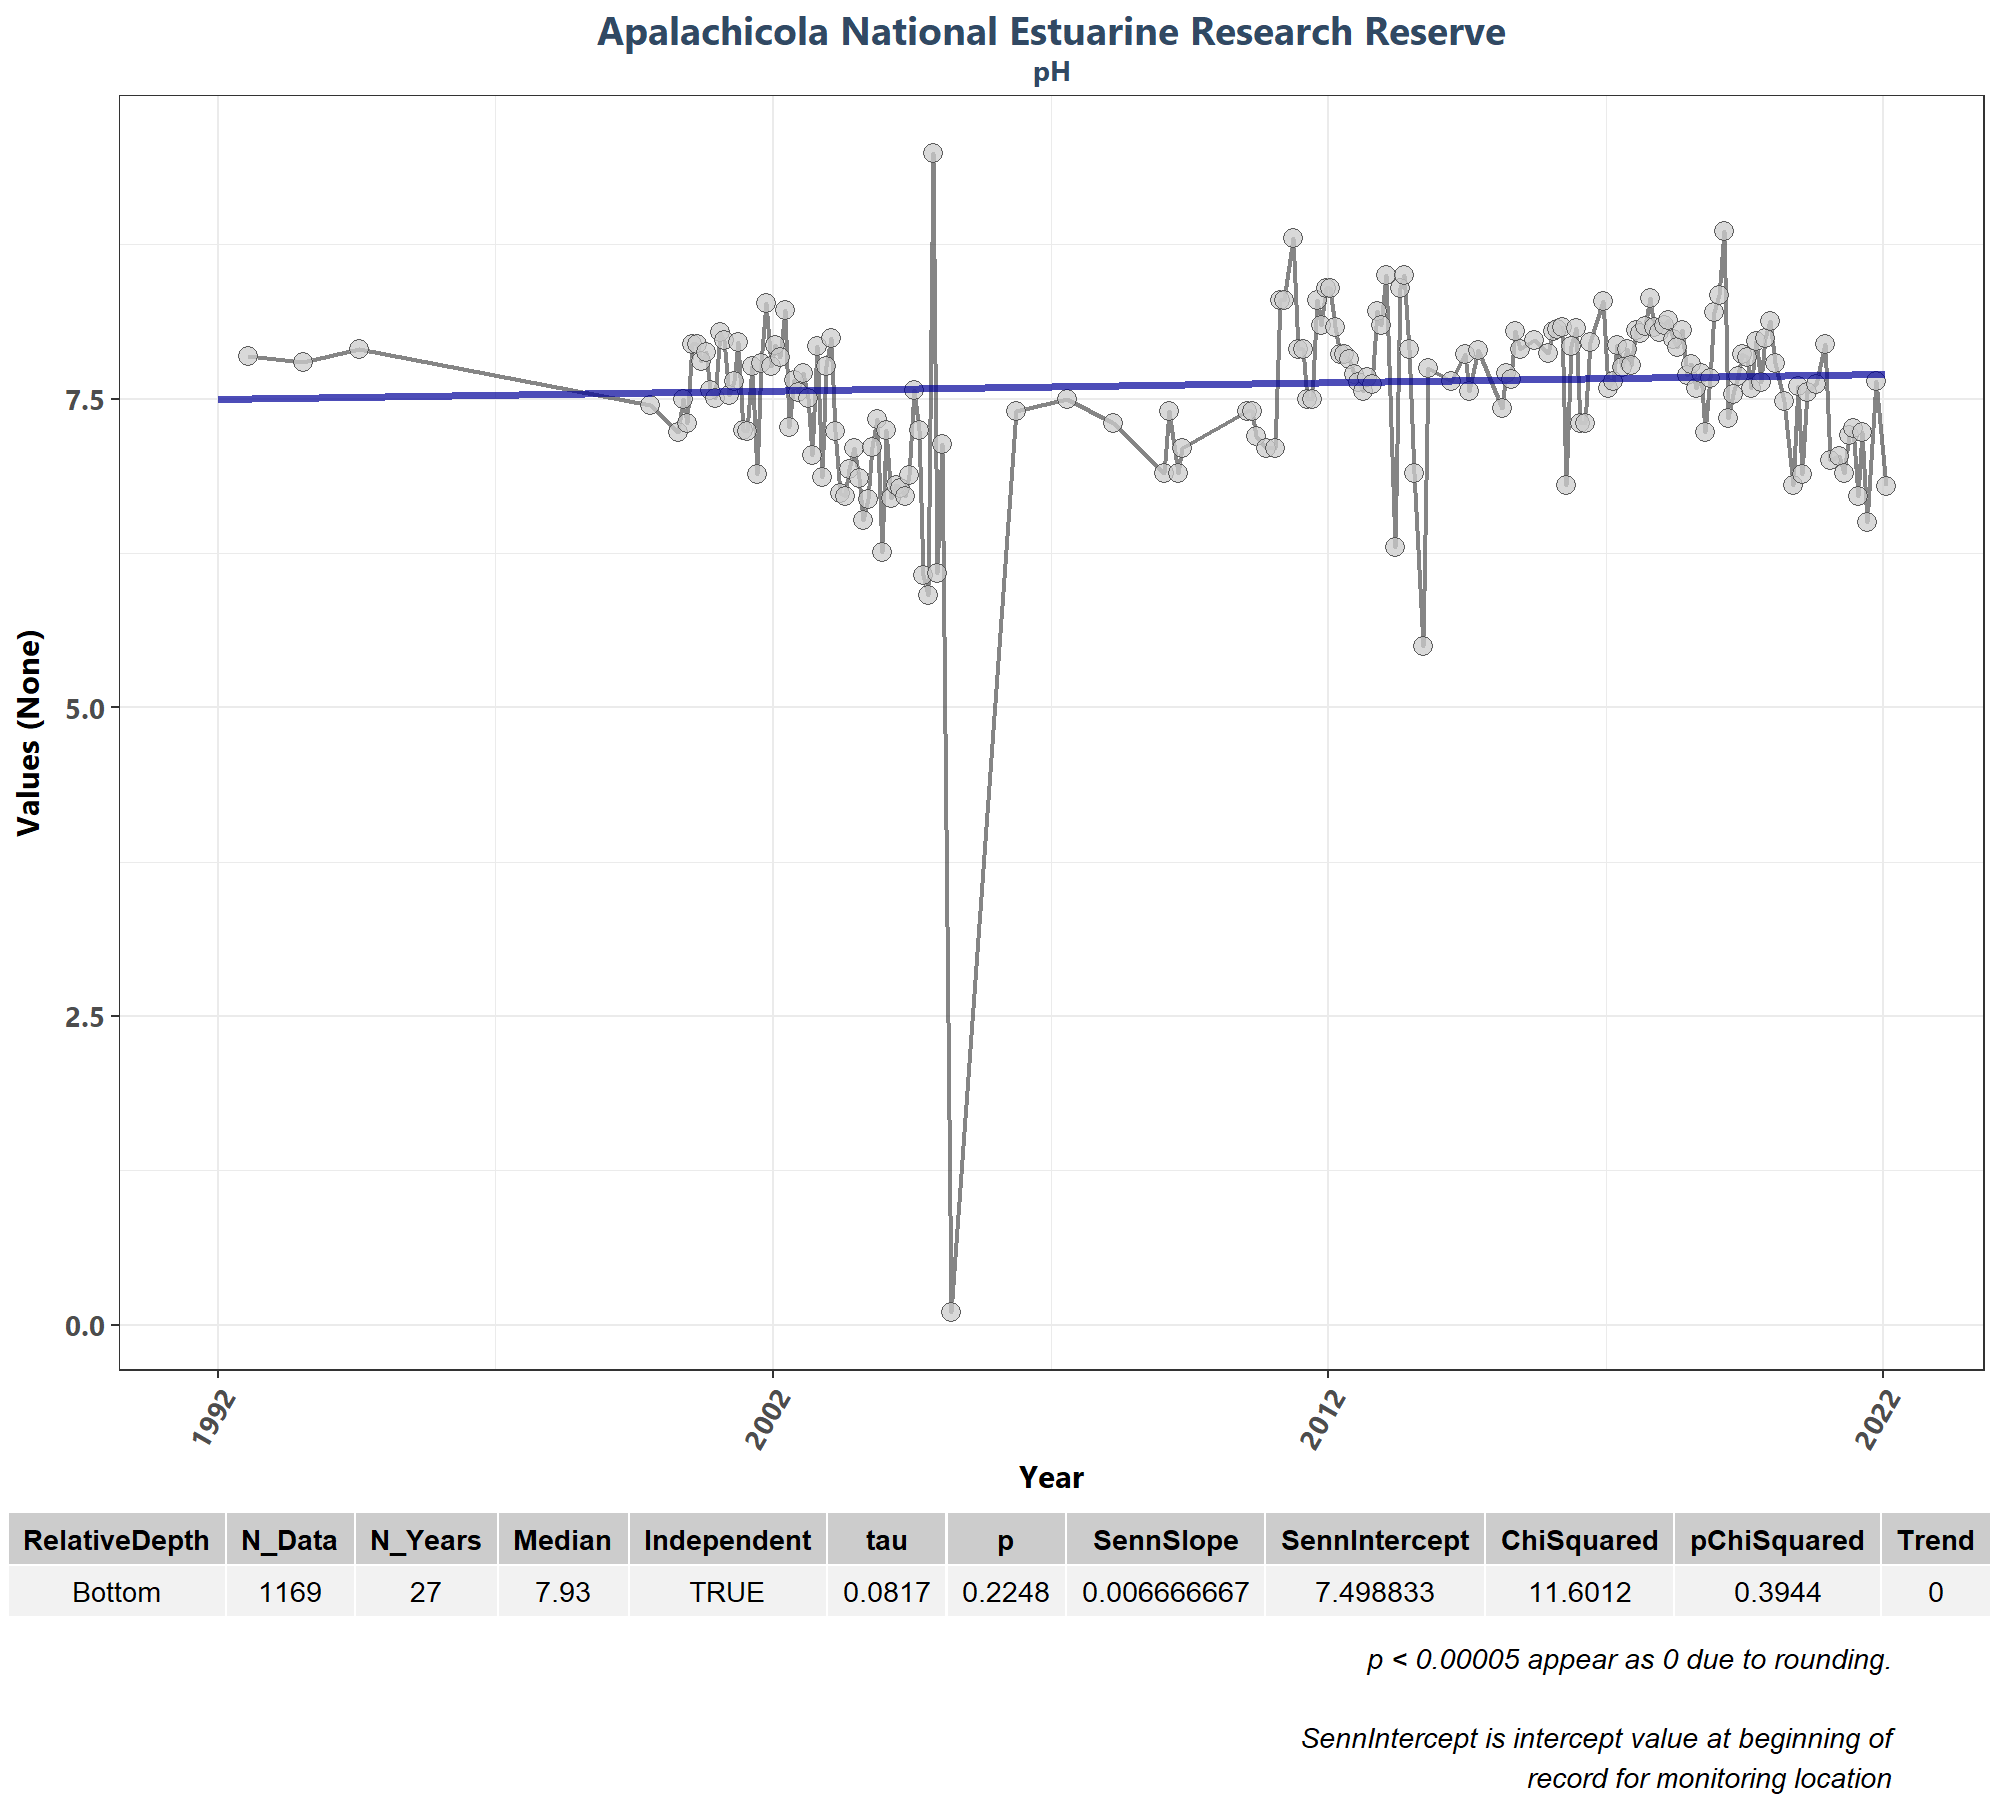 Apalachicola National Estuarine Research Reserve
pH
Values (None)
7.5
5.0
2.5
0.0
1992
2002
2012
2022
Year
RelativeDepth N_Data N_Years Median Independent tau p SennSlope SennIntercept ChiSquared pChiSquared Trend
Bottom 1169 27 7.93 TRUE 0.0817 0.2248 0.006666667 7.498833 11.6012 0.3944 0
p < 0.00005 appear as 0 due to rounding.
SennIntercept is intercept value at beginning of
record for monitoring location